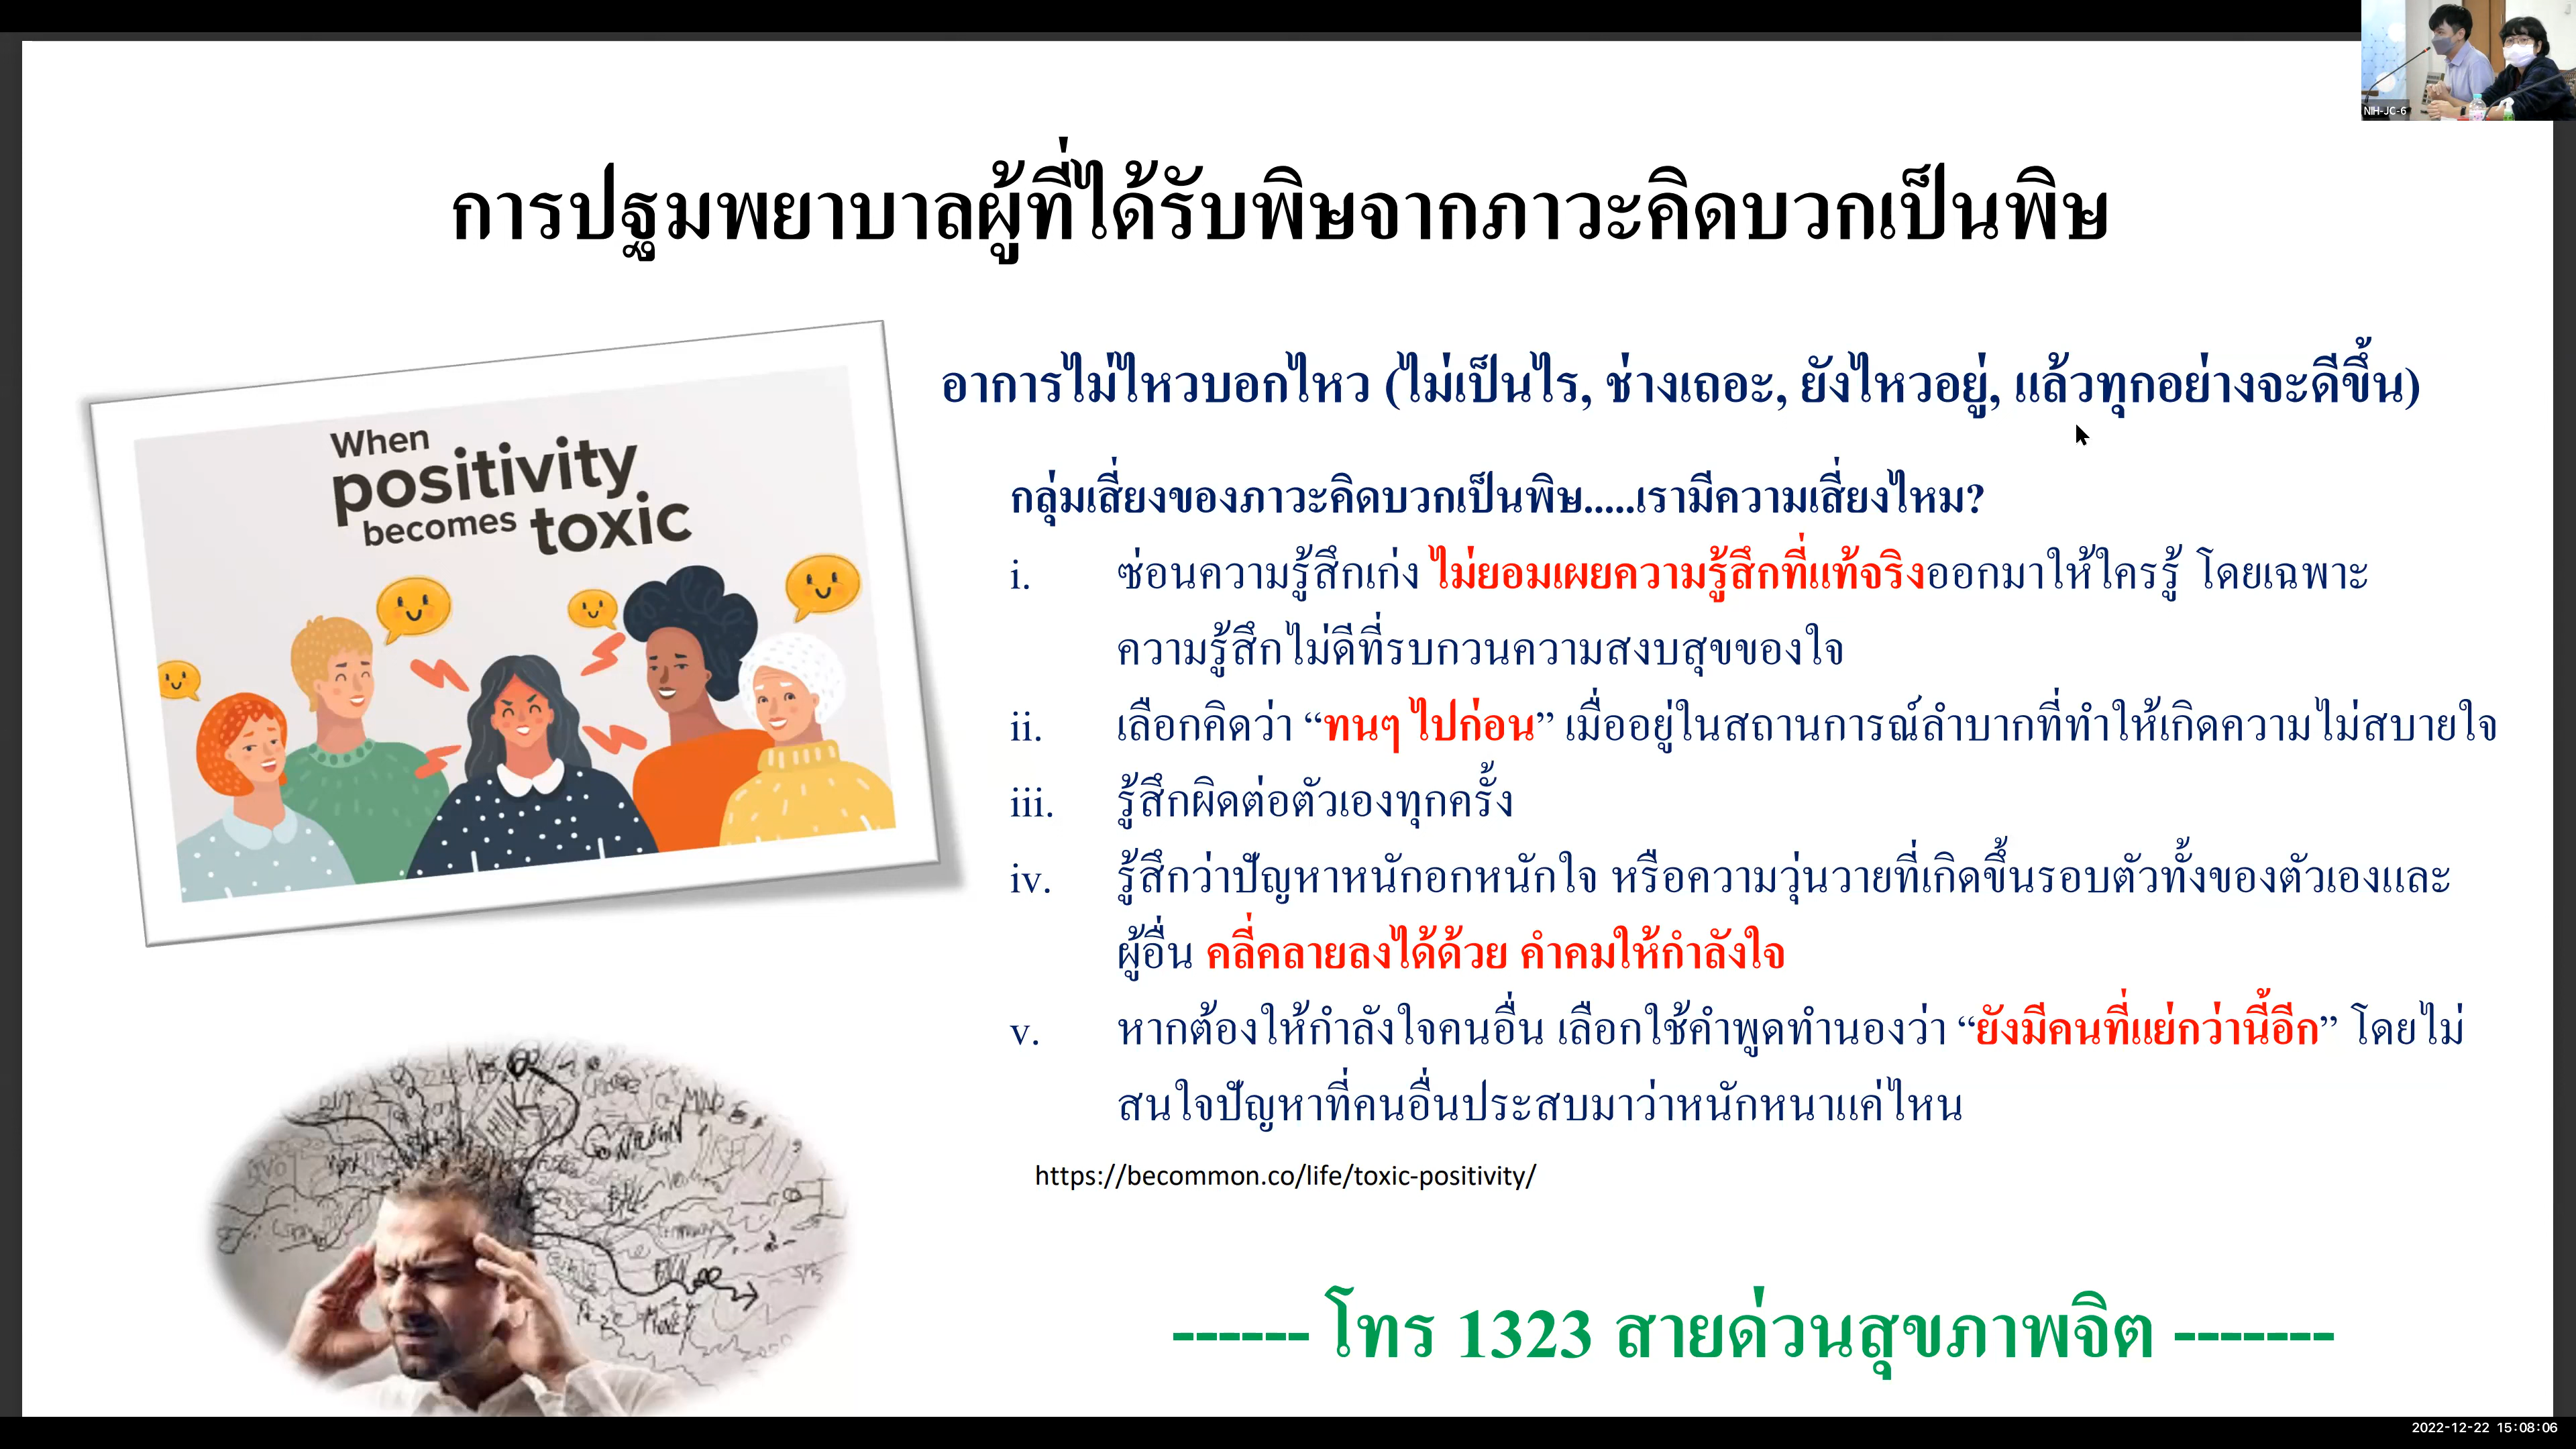 NIH-JC-6
การปฐมพยาบาลผู้ที่ได้รับพิษจากภาวะคิดบวกเป็นพิษ
When
positivity
becomes toxic
อาการไม่ไหวบอกไหว (ไม่เป็นไร, ช่างเถอะ, ยังไหวอยู่, แล้วทุกอย่างจะดีขึ้น)
กลุ่มเสี่ยงของภาวะคิดบวกเป็นพิษ.....เรามีความเสี่ยงไหม?
i. ซ่อนความรู้สึกเก่ง ไม่ยอมเผยความรู้สึกที่แท้จริงออกมาให้ใครรู้ โดยเฉพาะ
ความรู้สึกไม่ดีที่รบกวนความสงบสุขของใจ
ii. เลือกคิดว่า “ทนๆ ไปก่อน” เมื่ออยู่ในสถานการณ์ลำบากที่ทำให้เกิดความไม่สบายใจ
iii. รู้สึกผิดต่อตัวเองทุกครั้ง
iv. รู้สึกว่าปัญหาหนักอกหนักใจ หรือความวุ่นวายที่เกิดขึ้นรอบตัวทั้งของตัวเองและ
ผู้อื่น คลี่คลายลงได้ด้วย คำคมให้กำลังใจ
v. หากต้องให้กำลังใจคนอื่น เลือกใช้คำพูดทำนองว่า “ยังมีคนที่แย่กว่านี้อีก” โดยไม่
สนใจปัญหาที่คนอื่นประสบมาว่าหนักหนาแค่ไหน
https://becommon.co/life/toxic-positivity/
------ โทร 1323 สายด่วนสุขภาพจิต -------
2022-12-22 15:08:06